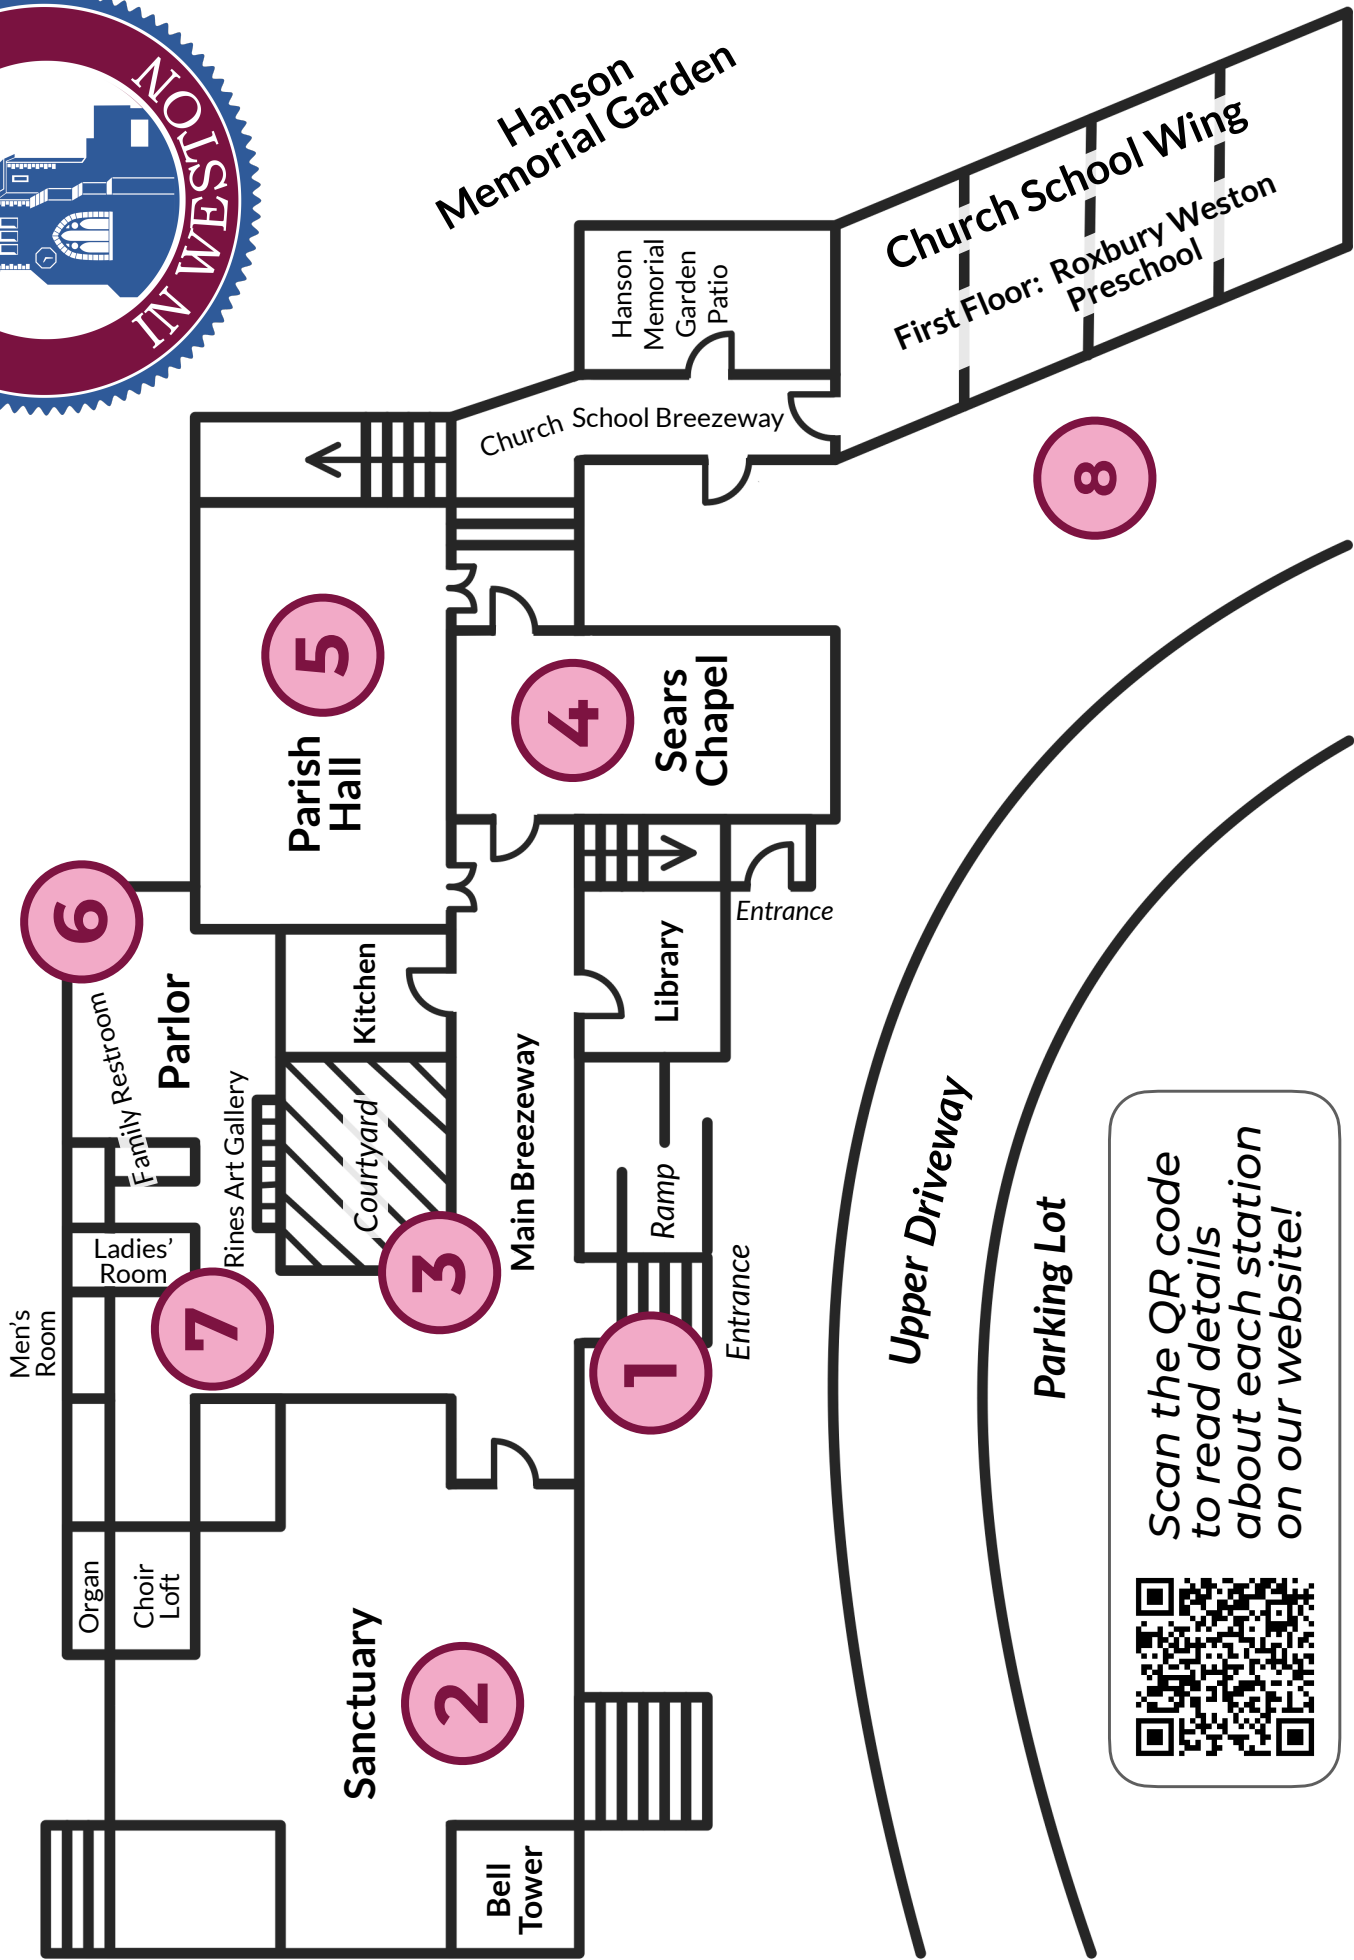 IN WESTON
Hanson
Memorial Garden
Hanson
Memorial
Garden
Patio
Church School Wing
First Floor: Roxbury Weston
Preschool
Church School Breezeway
8
5
Parish
Hall
4
Sears
Chapel
6
Parlor
Family Restroom
Kitchen
Library
Entrance
Rines Art Gallery
Courtyard
Main Breezeway
Ramp
Entrance
Ladies’
Room
Men’s
Room
7
3
1
Organ
Choir
Loft
Sanctuary
2
Bell
Tower
Upper Driveway
Parking Lot
Scan the QR code
to read details
about each station
on our website!